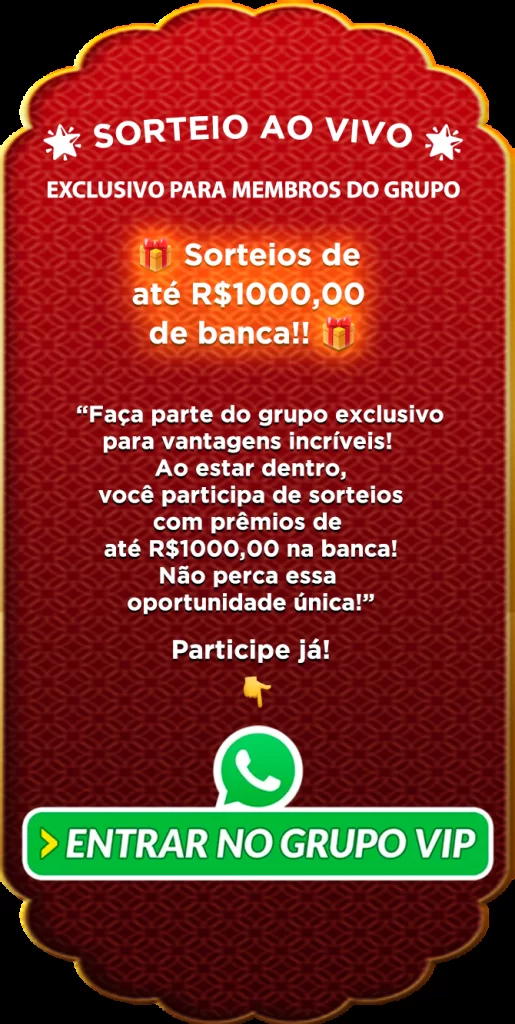 🌟 SORTEIO AO VIVO 🌟
EXCLUSIVO PARA MEMBROS DO GRUPO
🎁 Sorteios de
até R$1000,00
de banca!! 🎁
“Faça parte do grupo exclusivo
para vantagens incríveis!
Ao estar dentro,
você participa de sorteios
com prêmios de
até R$1000,00 na banca!
Não perca essa
oportunidade única!”
Participe já!
👇
> ENTRAR NO GRUPO VIP